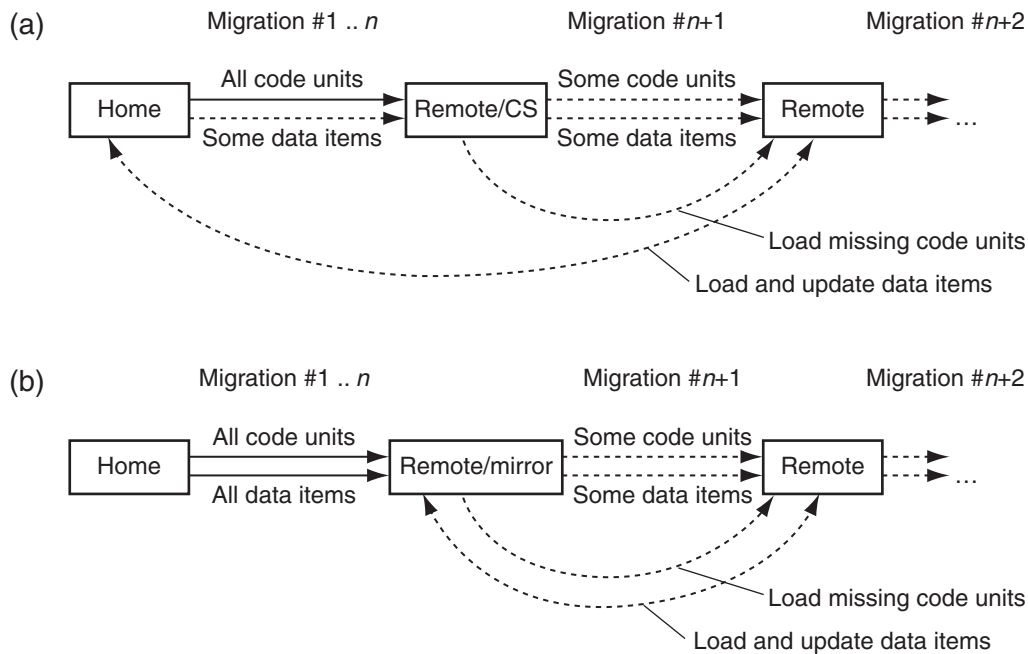 (a) Migration #1 .. n Migration #n+1 Migration #n+2
All code units Some code units
Home Remote/CS Remote
Some data items Some data items ...
Load missing code units
Load and update data items
(b) Migration #1 .. n Migration #n+1 Migration #n+2
All code units Some code units
Home Remote/mirror Remote
All data items Some data items ...
Load missing code units
Load and update data items